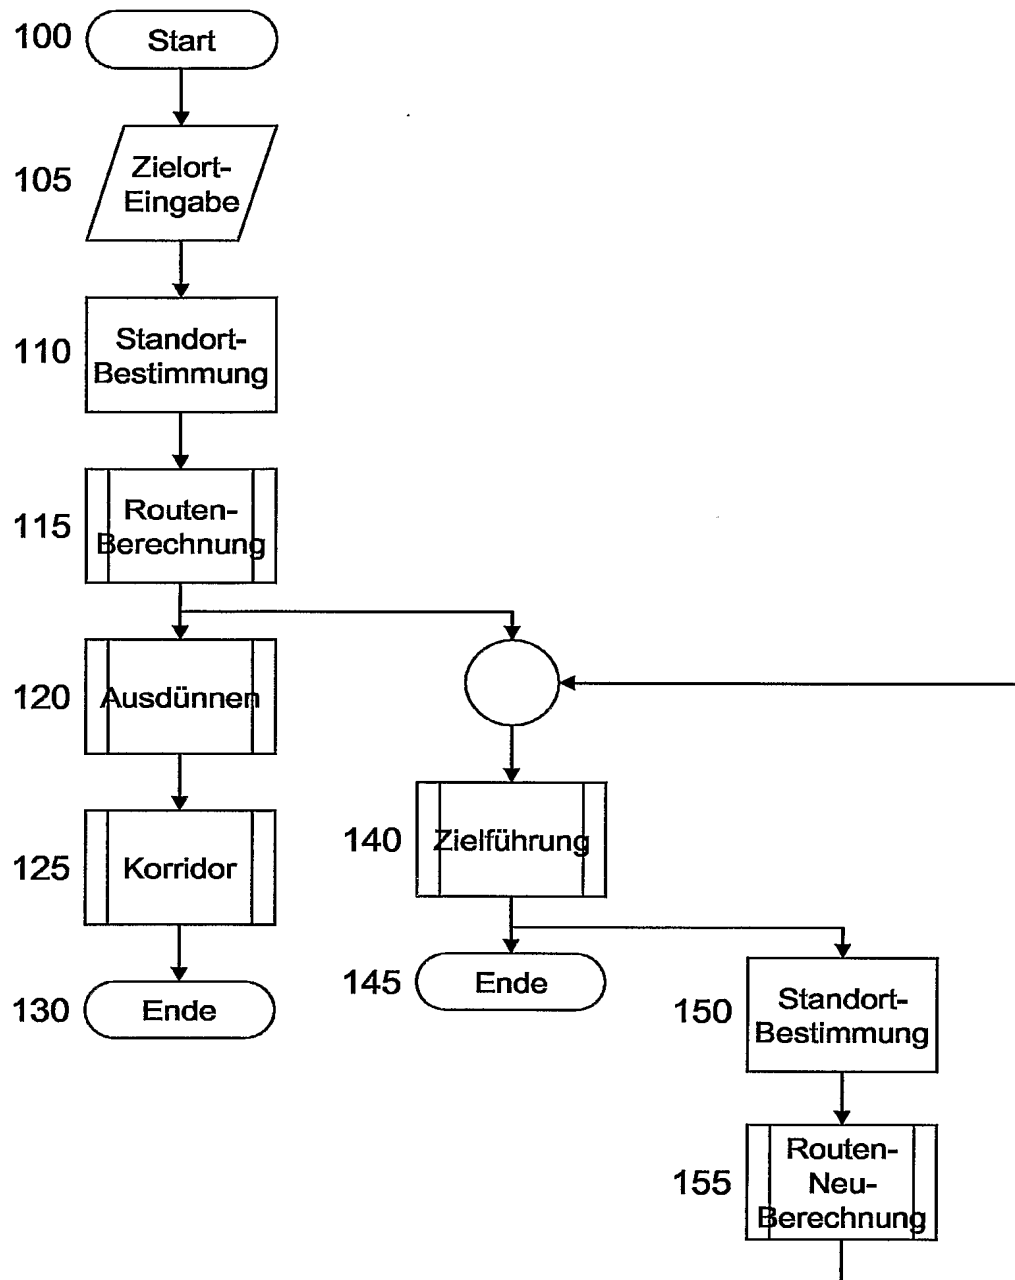 100
Start
105
Zielort-
Eingabe
110
Standort-
Bestimmung
115
Routen-
Berechnung
120
Ausdünnen
125
Korridor
130
Ende
140
Zielführung
145
Ende
150
Standort-
Bestimmung
155
Routen-
Neu-
Berechnung